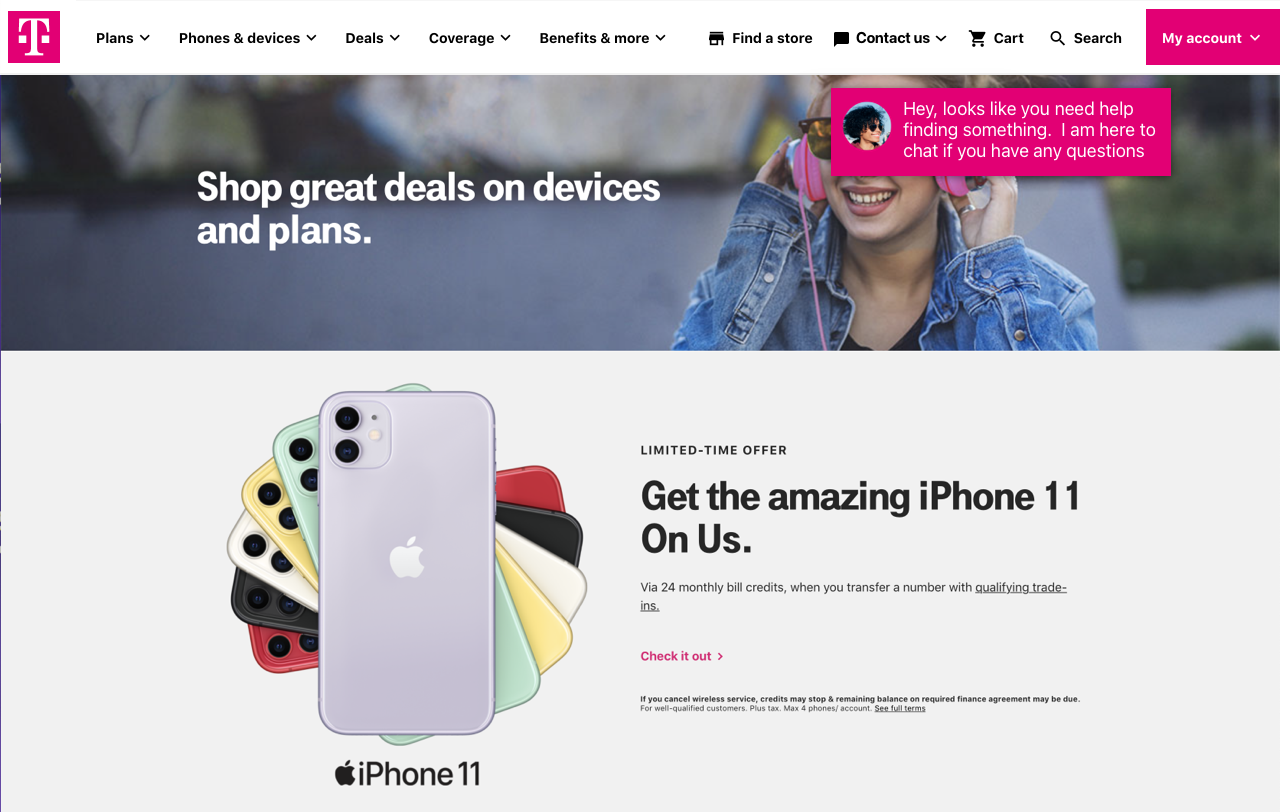 T
Plans
Phones & devices
Deals
Coverage
Benefits & more
Find a store
Contact us
Cart
Search
My account
Hey, looks like you need help
finding something.  I am here to
chat if you have any questions
Shop great deals on devices
and plans.
LIMITED-TIME OFFER
Get the amazing iPhone 11
On Us.
Via 24 monthly bill credits, when you transfer a number with qualifying trade-
ins.
Check it out
If you cancel wireless service, credits may stop & remaining balance on required finance agreement may be due.
For well-qualified customers. Plus tax. Max 4 phones/ account. See full terms
iPhone 11